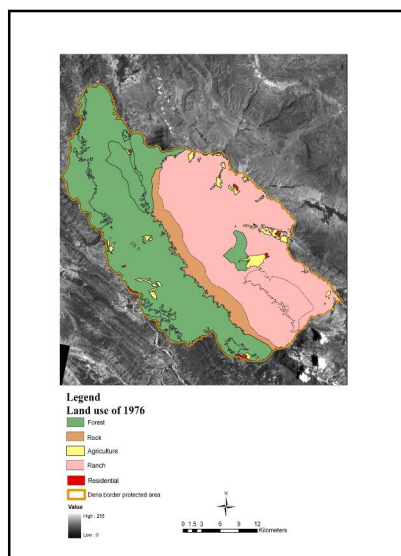 Legend
Land use of 1976
Forest
Rock
Agriculture
Ranch
Residential
Dena border protected area
Value
High : 255
Low : 0
N
0 1.5 3 6 9 12
Kilometers